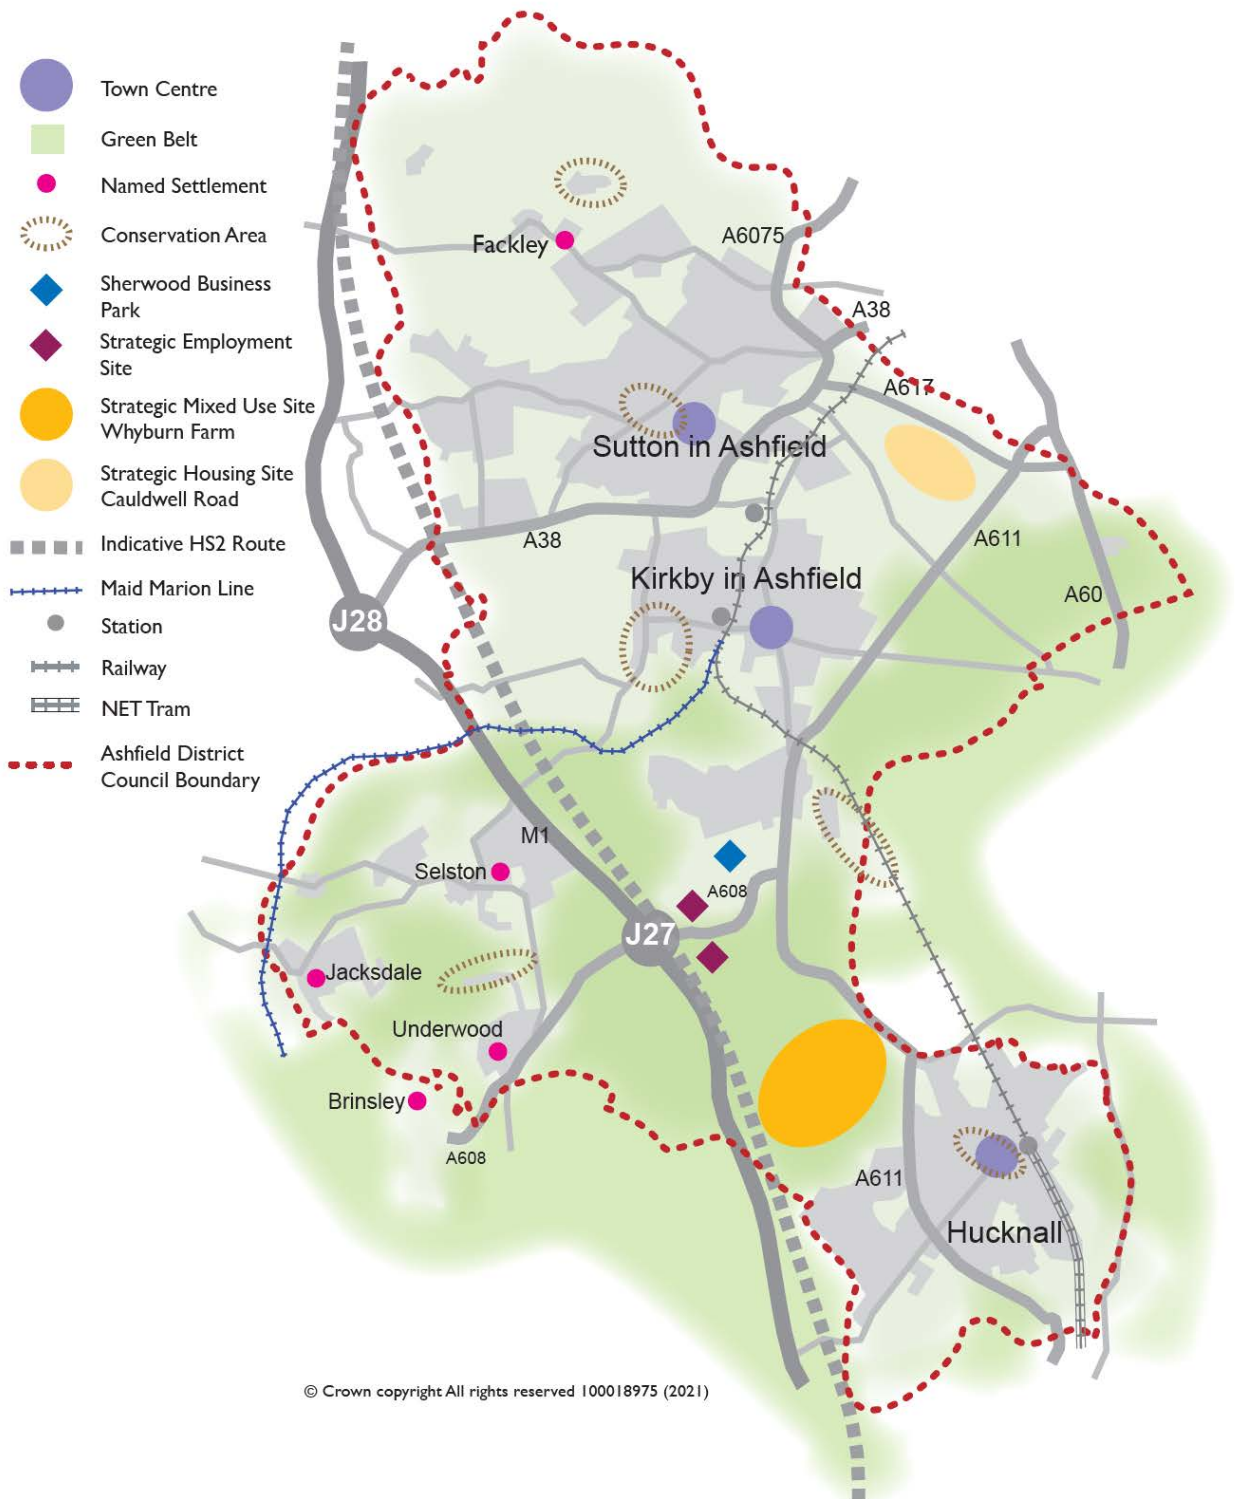 Town Centre
Green Belt
Named Settlement
Conservation Area
Sherwood Business
Park
Strategic Employment
Site
Strategic Mixed Use Site
Whyburn Farm
Strategic Housing Site
Cauldwell Road
Indicative HS2 Route
Maid Marion Line
Station
Railway
NET Tram
Ashfield District
Council Boundary
Fackley
A6075
A38
A617
Sutton in Ashfield
A38
A611
Kirkby in Ashfield
A60
J28
M1
Selston
A608
J27
Jacksdale
Underwood
Brinsley
A608
A611
Hucknall
© Crown copyright All rights reserved 100018975 (2021)